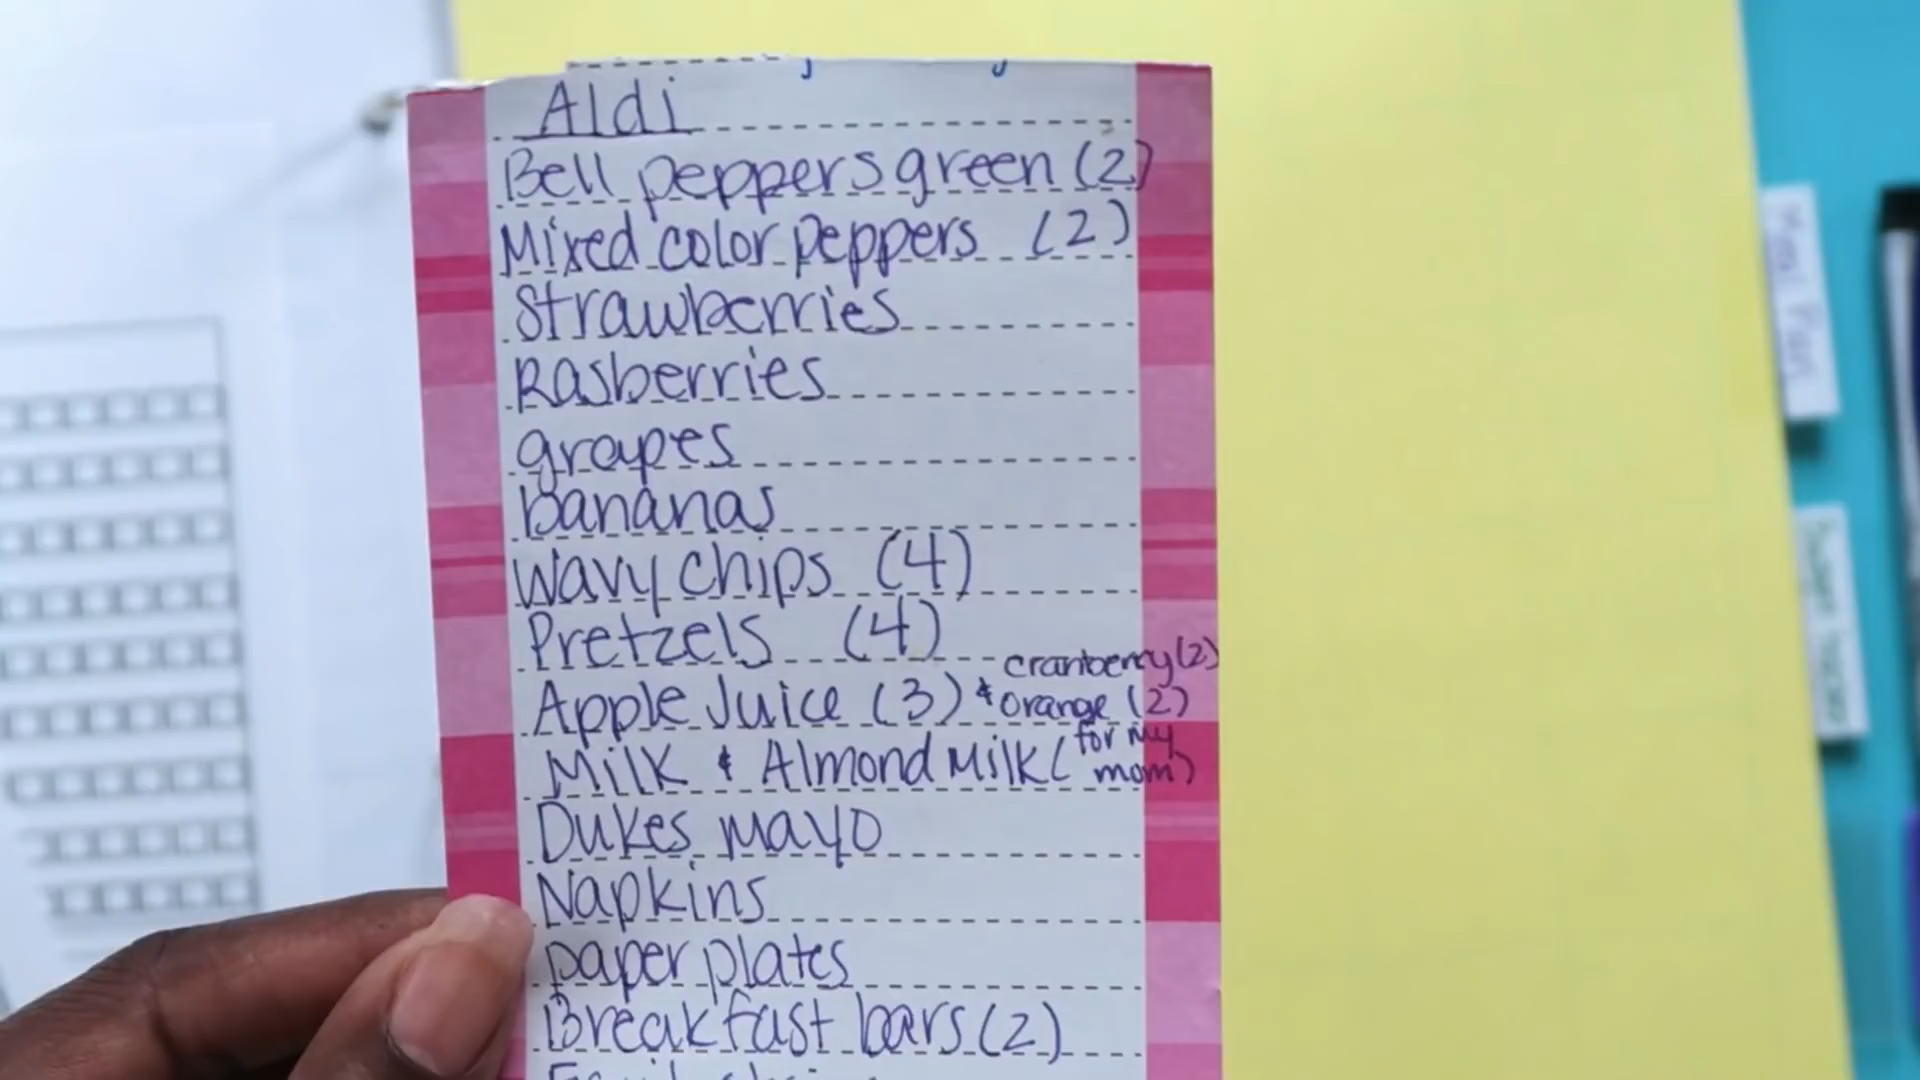 Aldi
Bell peppers green (2)
Mixed color peppers (2)
Strawberries
Rasberries
grapes
bananas
Wavy chips (4)
Pretzels (4)
cranberry (2)
Apple Juice (3) & orange (2)
Milk & Almond Milk (for my mom)
Dukes mayo
Napkins
paper plates
Breakfast bars (2)
Meal Plan